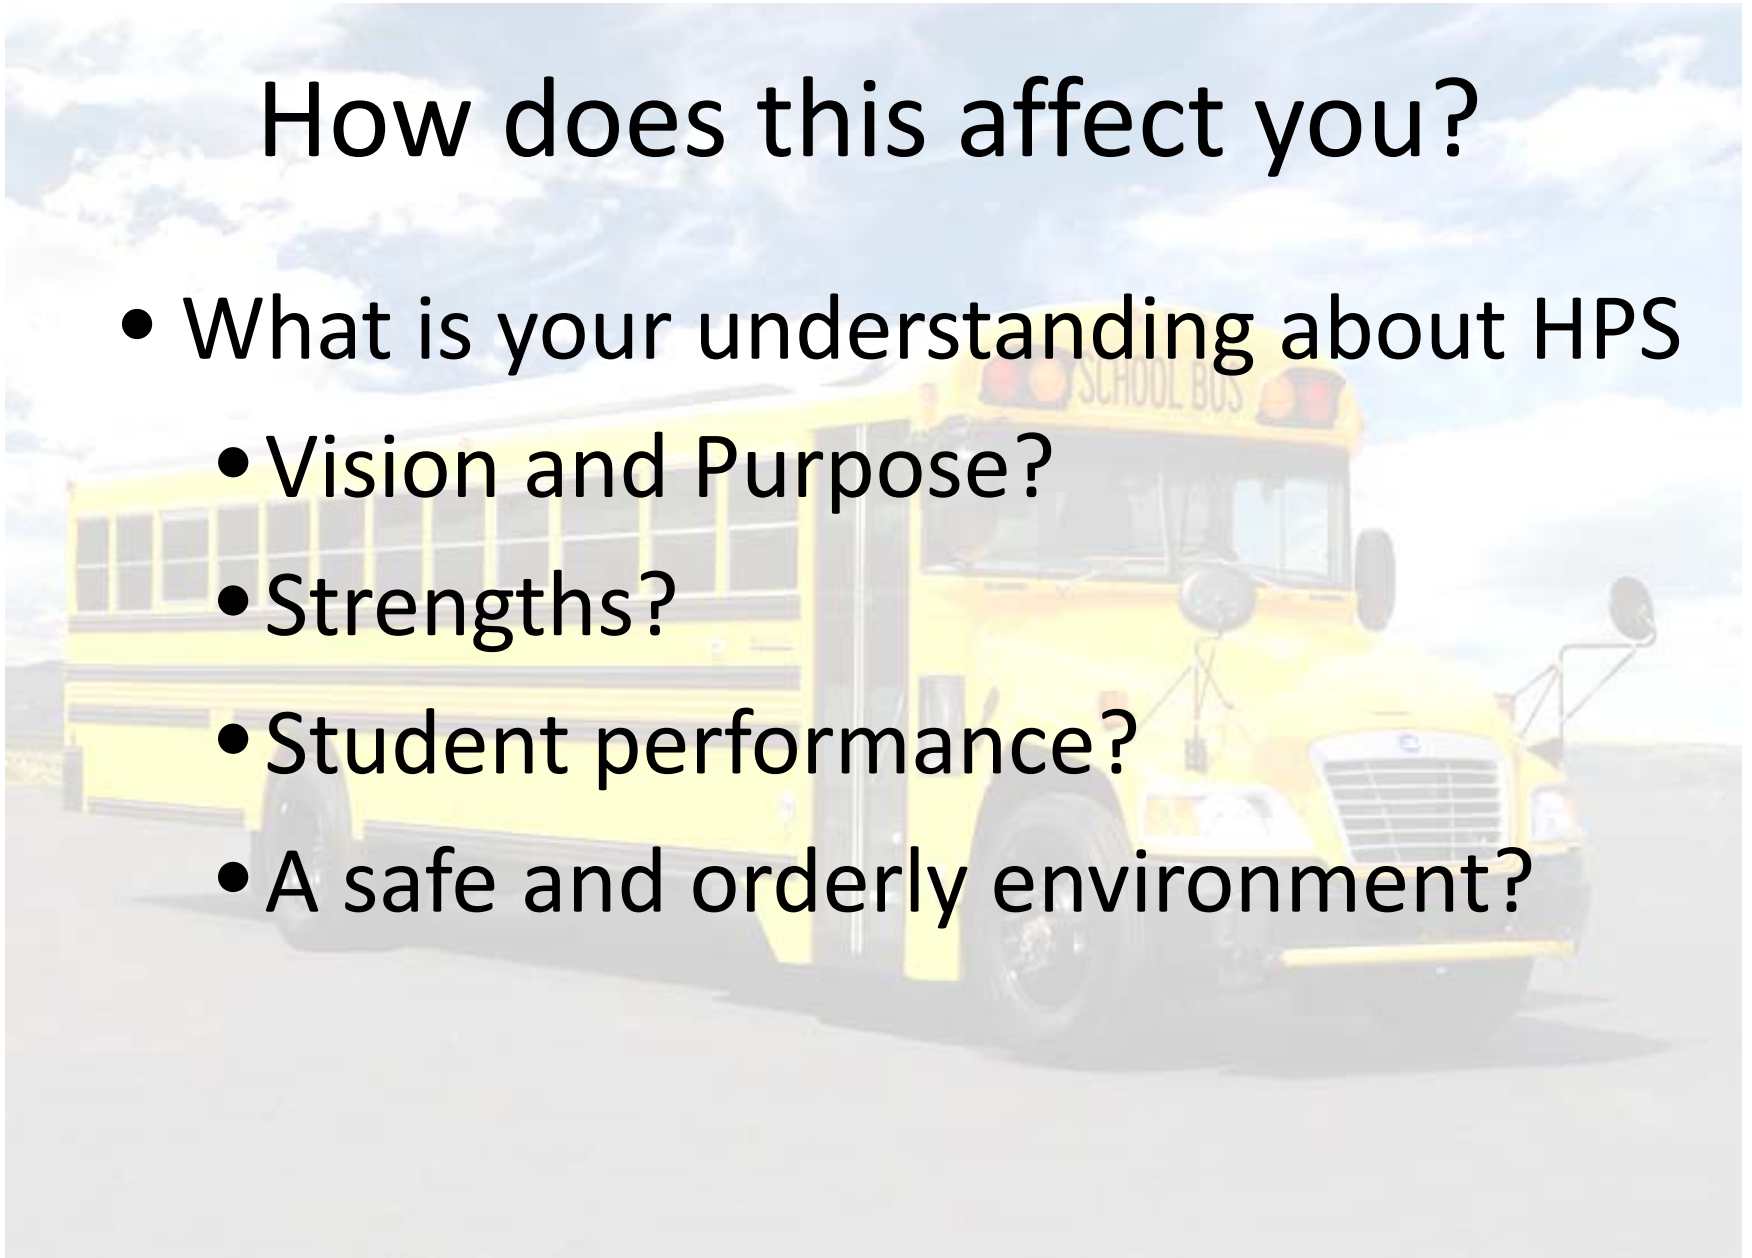 How does this affect you?
• What is your understanding about HPS
SCHOOL BUS
• Vision and Purpose?
• Strengths?
• Student performance?
• A safe and orderly environment?